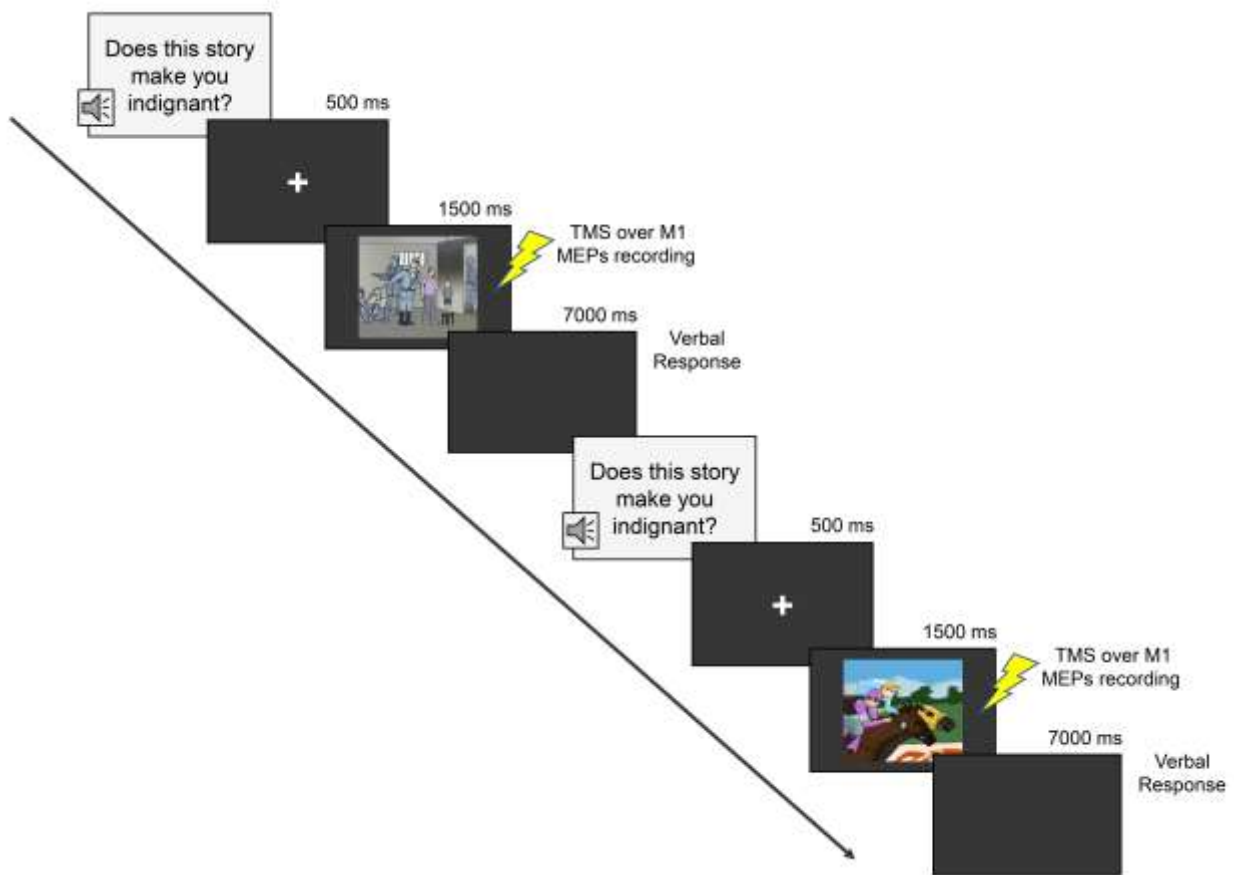 Does this story
make you
indignant?
500 ms
1500 ms
TMS over M1
MEPs recording
7000 ms
Verbal
Response
Does this story
make you
indignant?
500 ms
1500 ms
TMS over M1
MEPs recording
7000 ms
Verbal
Response